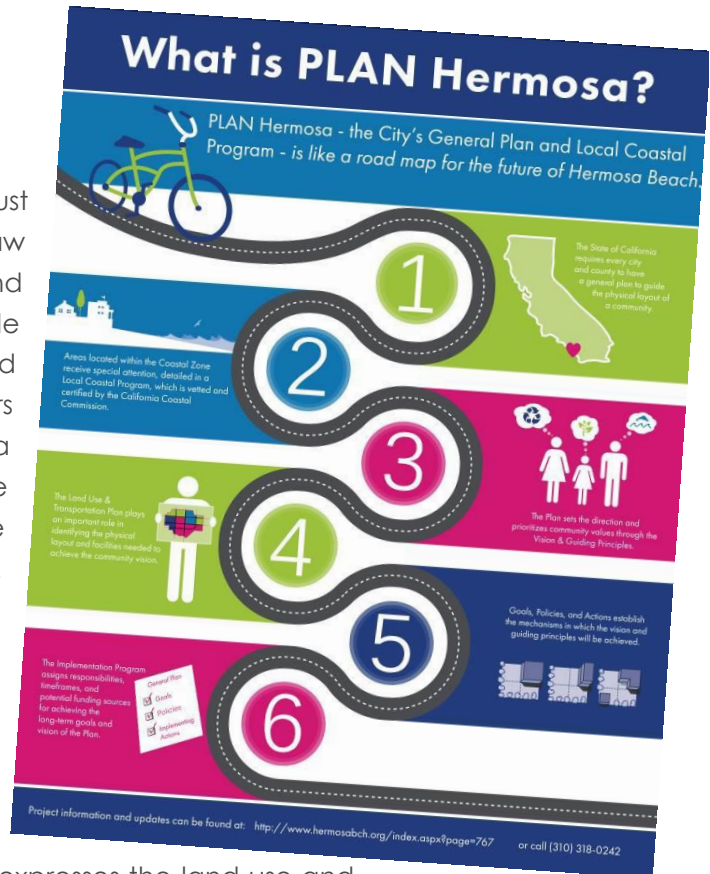 What is PLAN Hermosa?
PLAN Hermosa - the City's General Plan and Local Coastal
Program - is like a road map for the future of Hermosa Beach.
1
The State of California
requires every city
and county to have
a general plan to guide
the physical layout of
a community.
2
Areas located within the Coastal Zone
receive special attention, detailed in a
Local Coastal Program, which is vetted and
certified by the California Coastal
Commission.
3
The Plan sets the direction and
prioritizes community values through the
Vision & Guiding Principles.
4
The Land Use &
Transportation Plan plays
an important role in
identifying the physical
layout and facilities needed to
achieve the community vision.
5
Goals, Policies, and Actions establish
the mechanisms in which the vision and
guiding principles will be achieved.
6
The Implementation Program
assigns responsibilities,
timeframes, and
potential funding sources
for achieving the
long-term goals and
vision of the Plan.
General Plan
Goals
Policies
Implementing
Actions
Project information and updates can be found at: http://www.hermosabch.org/index.aspx?page=767 or call (310) 318-0242
expresses the land use and